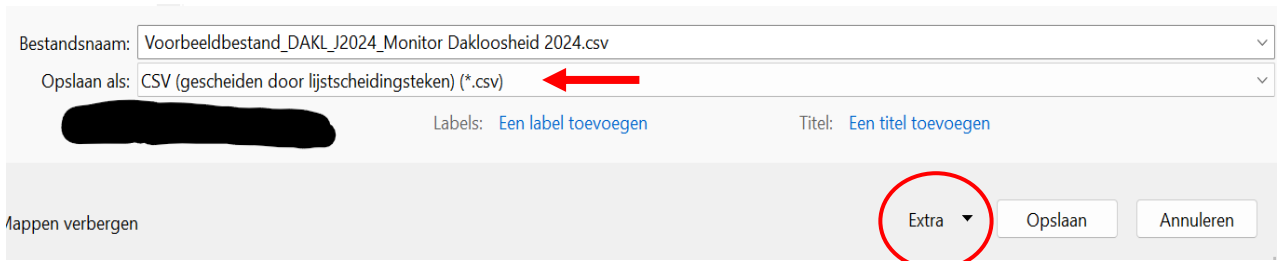 Bestandsnaam: Voorbeeldbestand_DAKL_J2024_Monitor Dakloosheid 2024.csv
Opslaan als: CSV (gescheiden door lijstscheidingsteken) (*.csv)
Labels: Een label toevoegen Titel: Een titel toevoegen
Mappen verbergen Extra Opslaan Annuleren